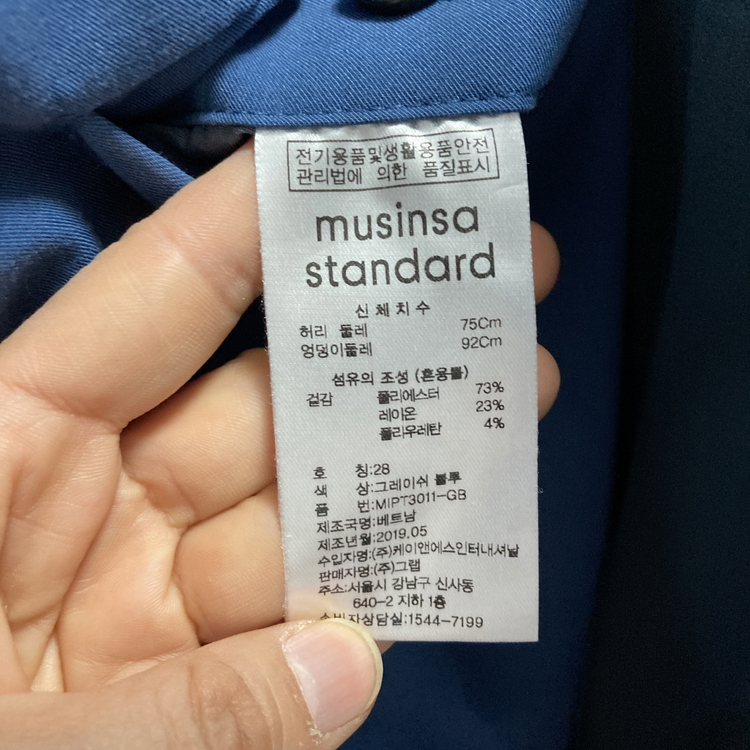 전기용품및생활용품안전
관리법에 의한 품질표시
musinsa
standard
신체치수
허리 둘레 75Cm
엉덩이둘레 92Cm
섬유의 조성 (혼용률)
겉감 폴리에스터 73%
레이온 23%
폴리우레탄 4%
호 칭:28
색 상:그레이쉬 블루
품 번:MIPT3011-GB
제조국명:베트남
제조년월:2019.05
수입자명:(주)케이앤에스인터내셔날
판매자명:(주)그랩
주소:서울시 강남구 신사동
640-2 지하 1층
소비자상담실:1544-7199